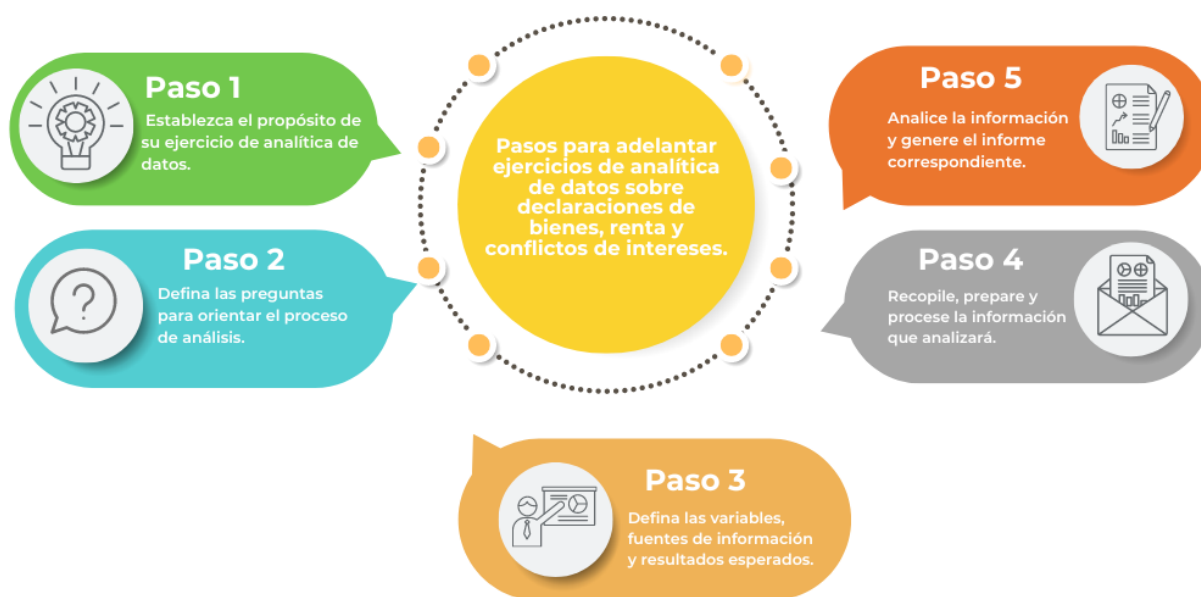 Pasos para adelantar
ejercicios de analítica
de datos sobre
declaraciones de
bienes, renta y
conflictos de intereses.
Paso 1
Establezca el propósito de
su ejercicio de analítica de
datos.
Paso 2
Defina las preguntas
para orientar el proceso
de análisis.
Paso 3
Defina las variables,
fuentes de información
y resultados esperados.
Paso 4
Recopile, prepare y
procese la información
que analizará.
Paso 5
Analice la información
y genere el informe
correspondiente.